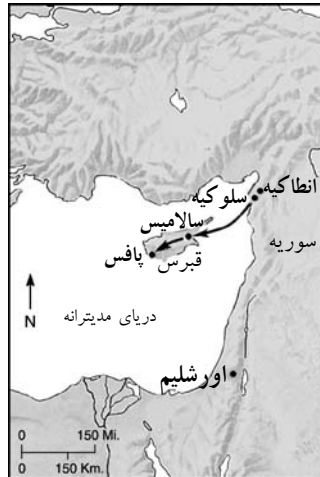 انطاکیه
سلوکیه
سالامیس
سوریه
پافس
قبرس
N
دریای مدیترانه
اورشلیم
0 150 Mi.
0 150 Km.